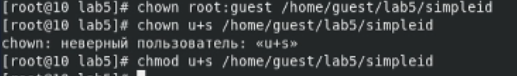 [root@10 lab5]# chown root:guest /home/guest/lab5/simpleid
[root@10 lab5]# chown u+s /home/guest/lab5/simpleid
chown: неверный пользователь: «u+s»
[root@10 lab5]# chmod u+s /home/guest/lab5/simpleid
[root@10 lab5]#